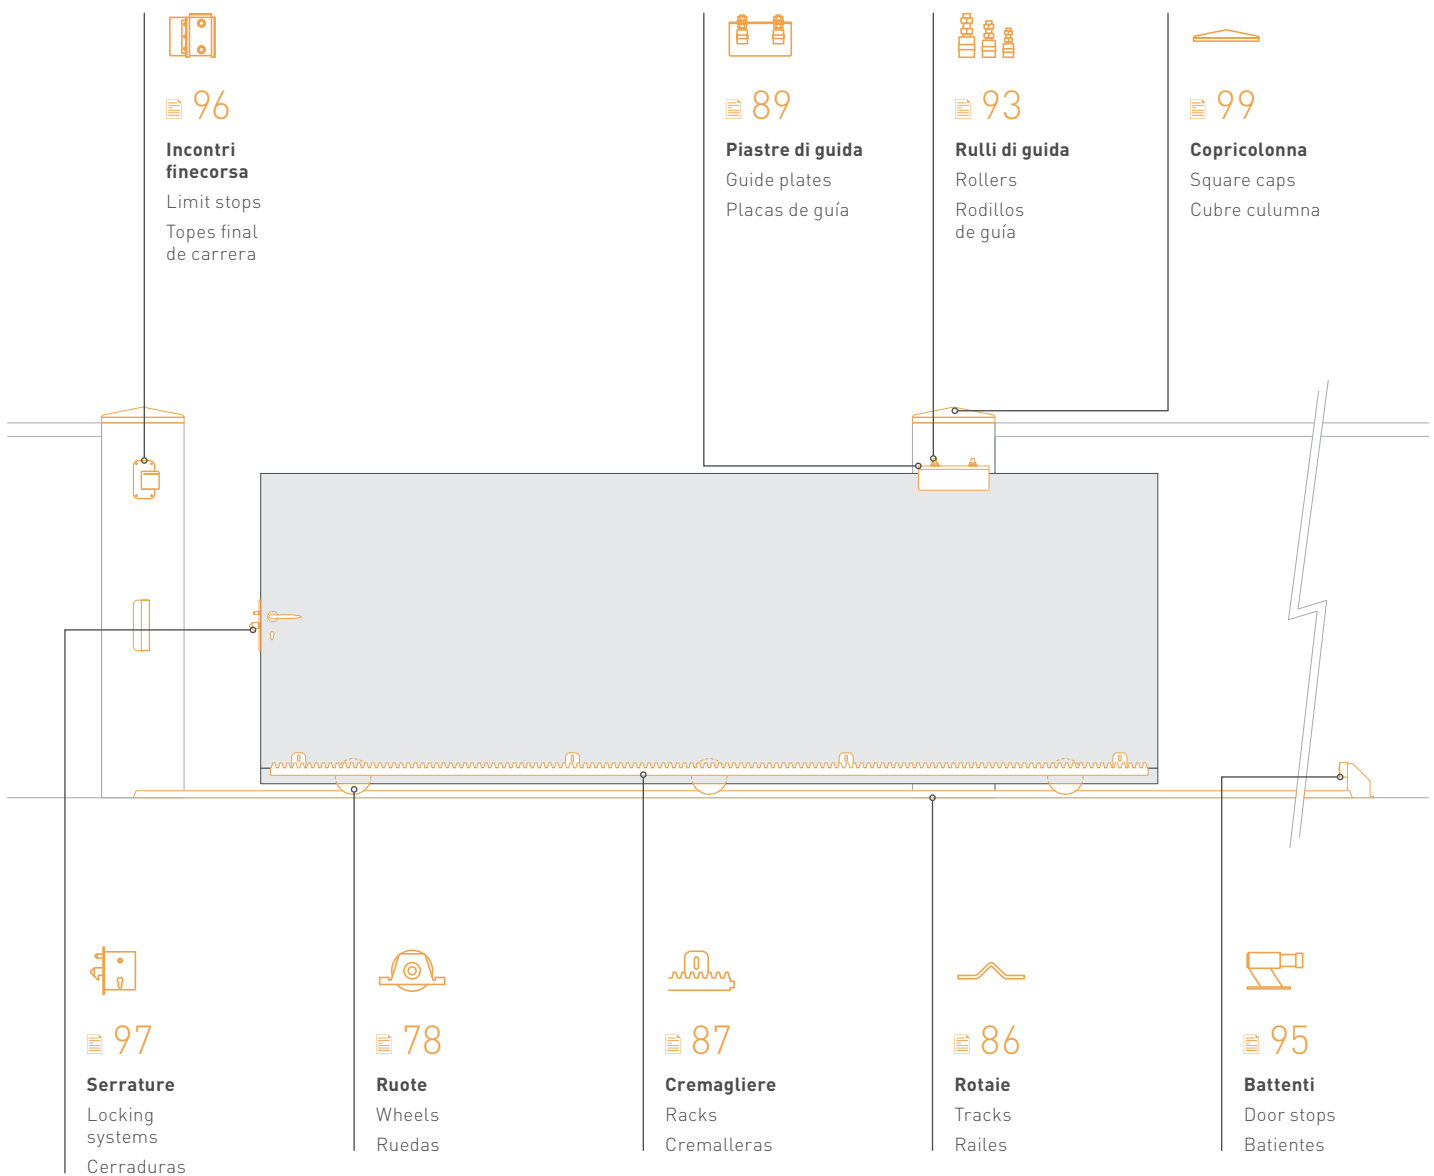 96
Incontri
finecorsa
Limit stops
Topes final
de carrera
89
Piastre di guida
Guide plates
Placas de guía
93
Rulli di guida
Rollers
Rodillos
de guía
99
Copricolonna
Square caps
Cubre culumna
97
Serrature
Locking
systems
Cerraduras
78
Ruote
Wheels
Ruedas
87
Cremagliere
Racks
Cremalleras
86
Rotaie
Tracks
Railes
95
Battenti
Door stops
Batientes